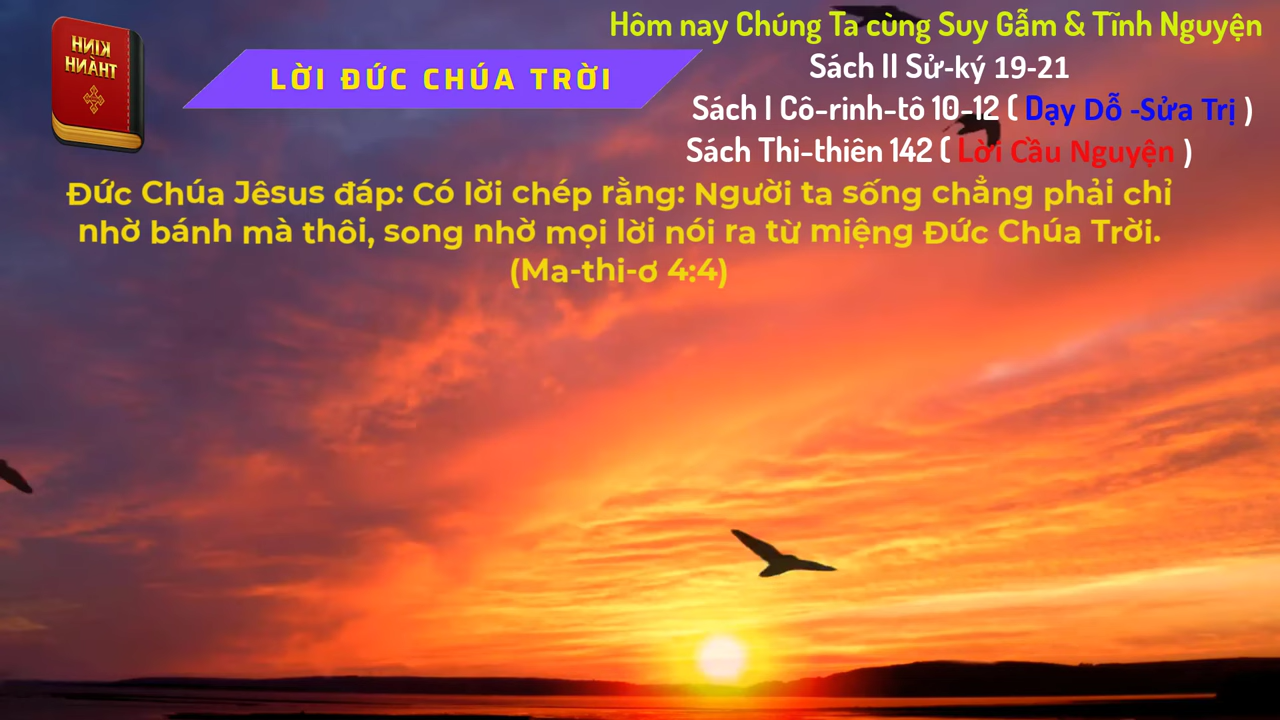 KINH
THÁNH
LỜI ĐỨC CHÚA TRỜI
Hôm nay Chúng Ta cùng Suy Gẫm & Tĩnh Nguyện
Sách II Sử-ký 19-21
Sách I Cô-rinh-tô 10-12 ( Dạy Dỗ -Sửa Trị )
Sách Thi-thiên 142 ( Lời Cầu Nguyện )
Đức Chúa Jêsus đáp: Có lời chép rằng: Người ta sống chẳng phải chỉ
nhờ bánh mà thôi, song nhờ mọi lời nói ra từ miệng Đức Chúa Trời.
(Ma-thi-ơ 4:4)